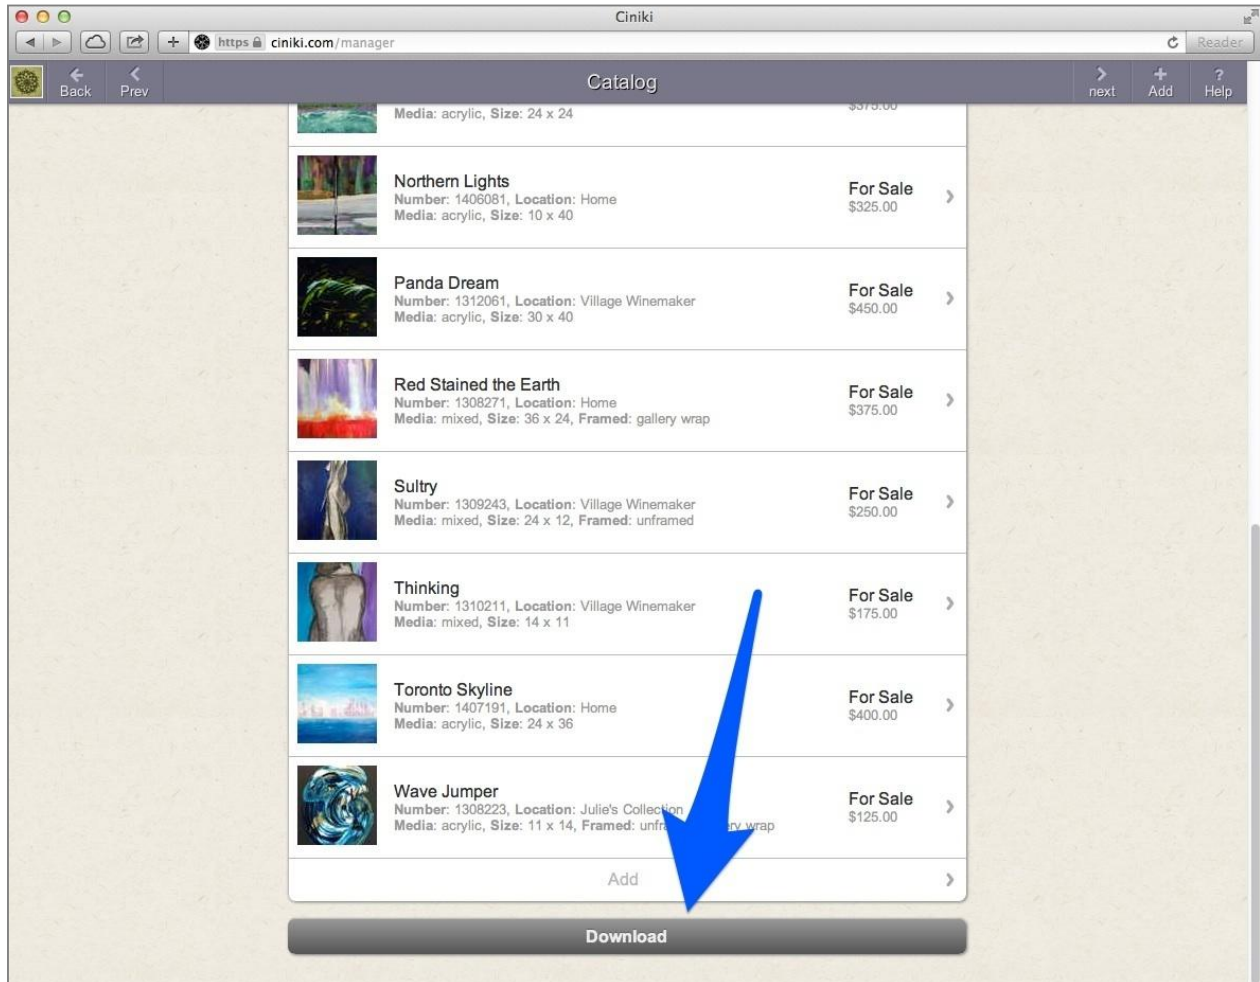 Ciniki
https ciniki.com/manager
Reader
Back
Prev
Catalog
next
Add
Help
Media: acrylic, Size: 24 x 24
$375.00
Northern Lights
Number: 1406081, Location: Home
Media: acrylic, Size: 10 x 40
For Sale
$325.00
Panda Dream
Number: 1312061, Location: Village Winemaker
Media: acrylic, Size: 30 x 40
For Sale
$450.00
Red Stained the Earth
Number: 1308271, Location: Home
Media: mixed, Size: 36 x 24, Framed: gallery wrap
For Sale
$375.00
Sultry
Number: 1309243, Location: Village Winemaker
Media: mixed, Size: 24 x 12, Framed: unframed
For Sale
$250.00
Thinking
Number: 1310211, Location: Village Winemaker
Media: mixed, Size: 14 x 11
For Sale
$175.00
Toronto Skyline
Number: 1407191, Location: Home
Media: acrylic, Size: 24 x 36
For Sale
$400.00
Wave Jumper
Number: 1308223, Location: Julie's Collection
Media: acrylic, Size: 11 x 14, Framed: wrap
For Sale
$125.00
Add
Download